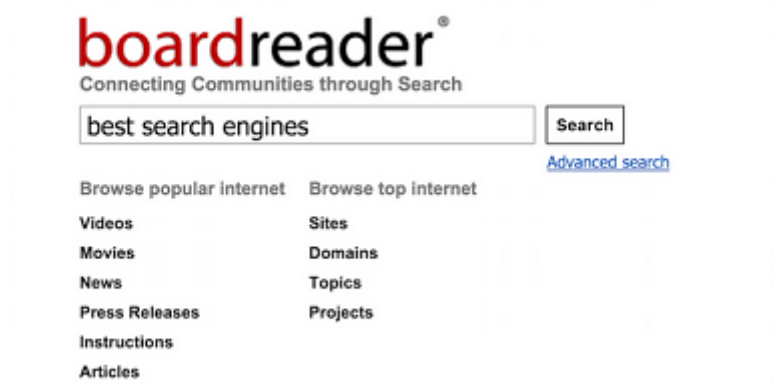 boardreader®
Connecting Communities through Search
best search engines
Search
Advanced search
Browse popular internet
Videos
Movies
News
Press Releases
Instructions
Articles
Browse top internet
Sites
Domains
Topics
Projects